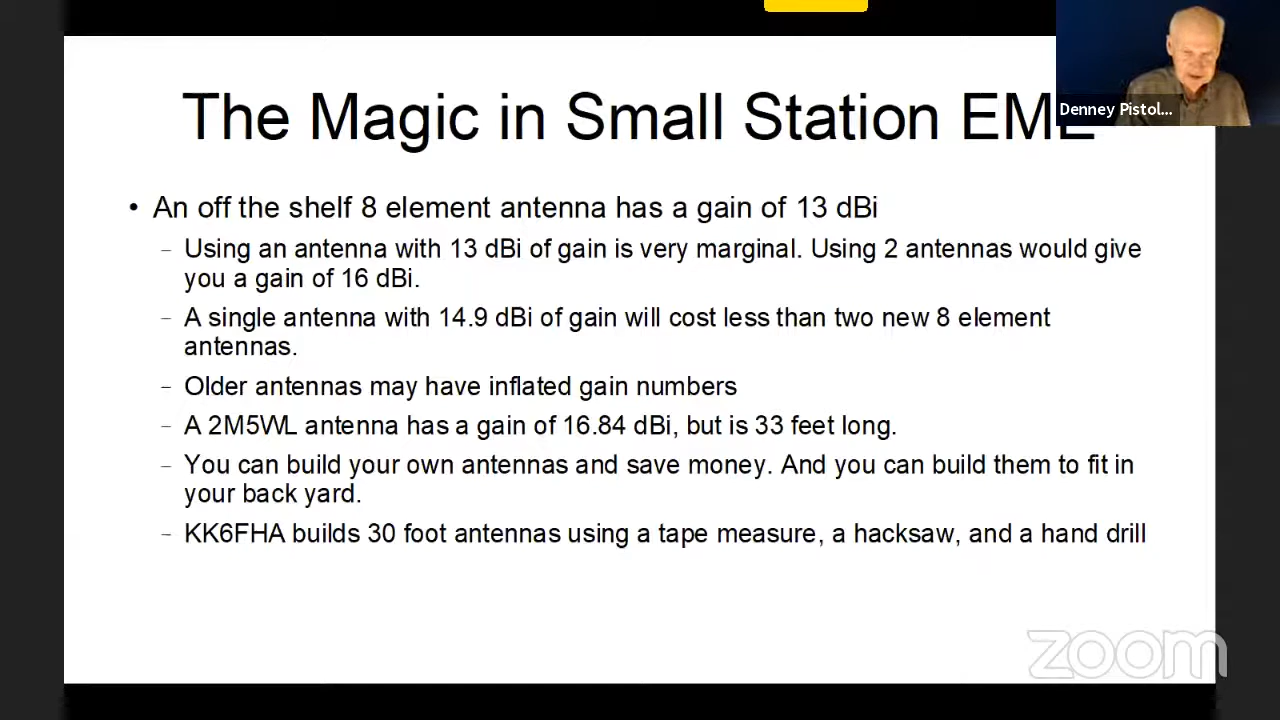 The Magic in Small Station EME
Denney Pistol...
• An off the shelf 8 element antenna has a gain of 13 dBi
– Using an antenna with 13 dBi of gain is very marginal. Using 2 antennas would give
you a gain of 16 dBi.
– A single antenna with 14.9 dBi of gain will cost less than two new 8 element
antennas.
– Older antennas may have inflated gain numbers
– A 2M5WL antenna has a gain of 16.84 dBi, but is 33 feet long.
– You can build your own antennas and save money. And you can build them to fit in
your back yard.
– KK6FHA builds 30 foot antennas using a tape measure, a hacksaw, and a hand drill
zoom